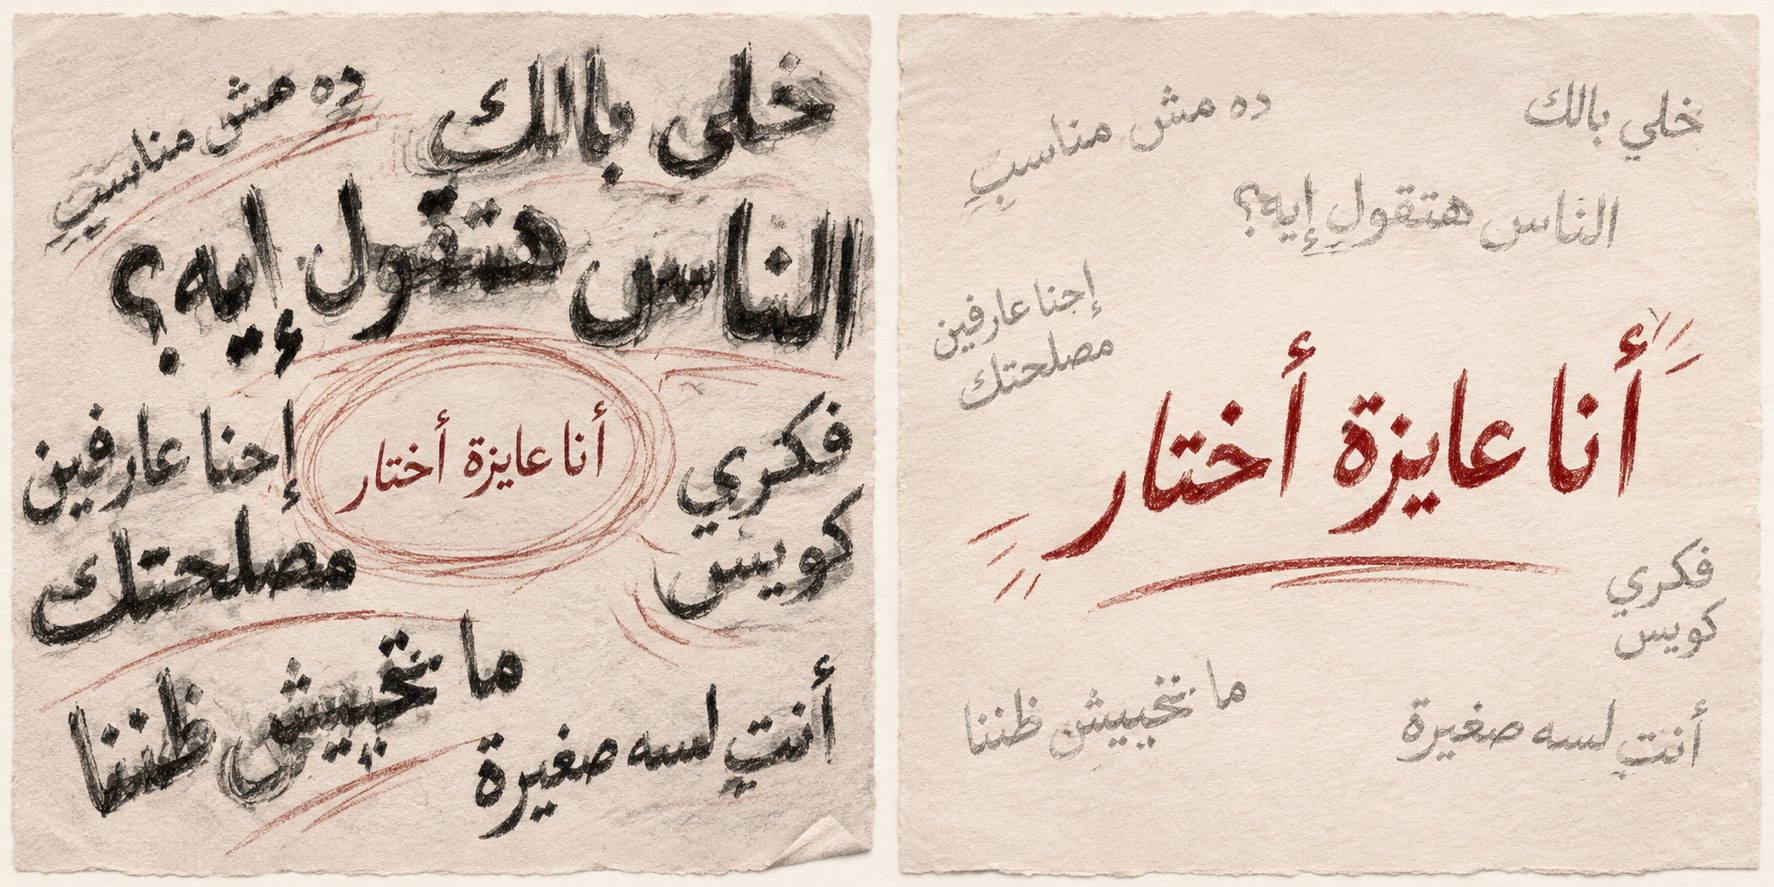 خلي بالك
ده مش مناسب
الناس هتقول إيه؟
أنا عايزة أختار
إحنا عارفين
مصلحتك
فكري
كويس
ما تخيبيش ظننا
أنتِ لسه صغيرة
خلي بالك
ده مش مناسب
الناس هتقول إيه؟
إحنا عارفين
مصلحتك
أنا عايزة أختار
فكري
كويس
ما تخيبيش ظننا
أنتِ لسه صغيرة